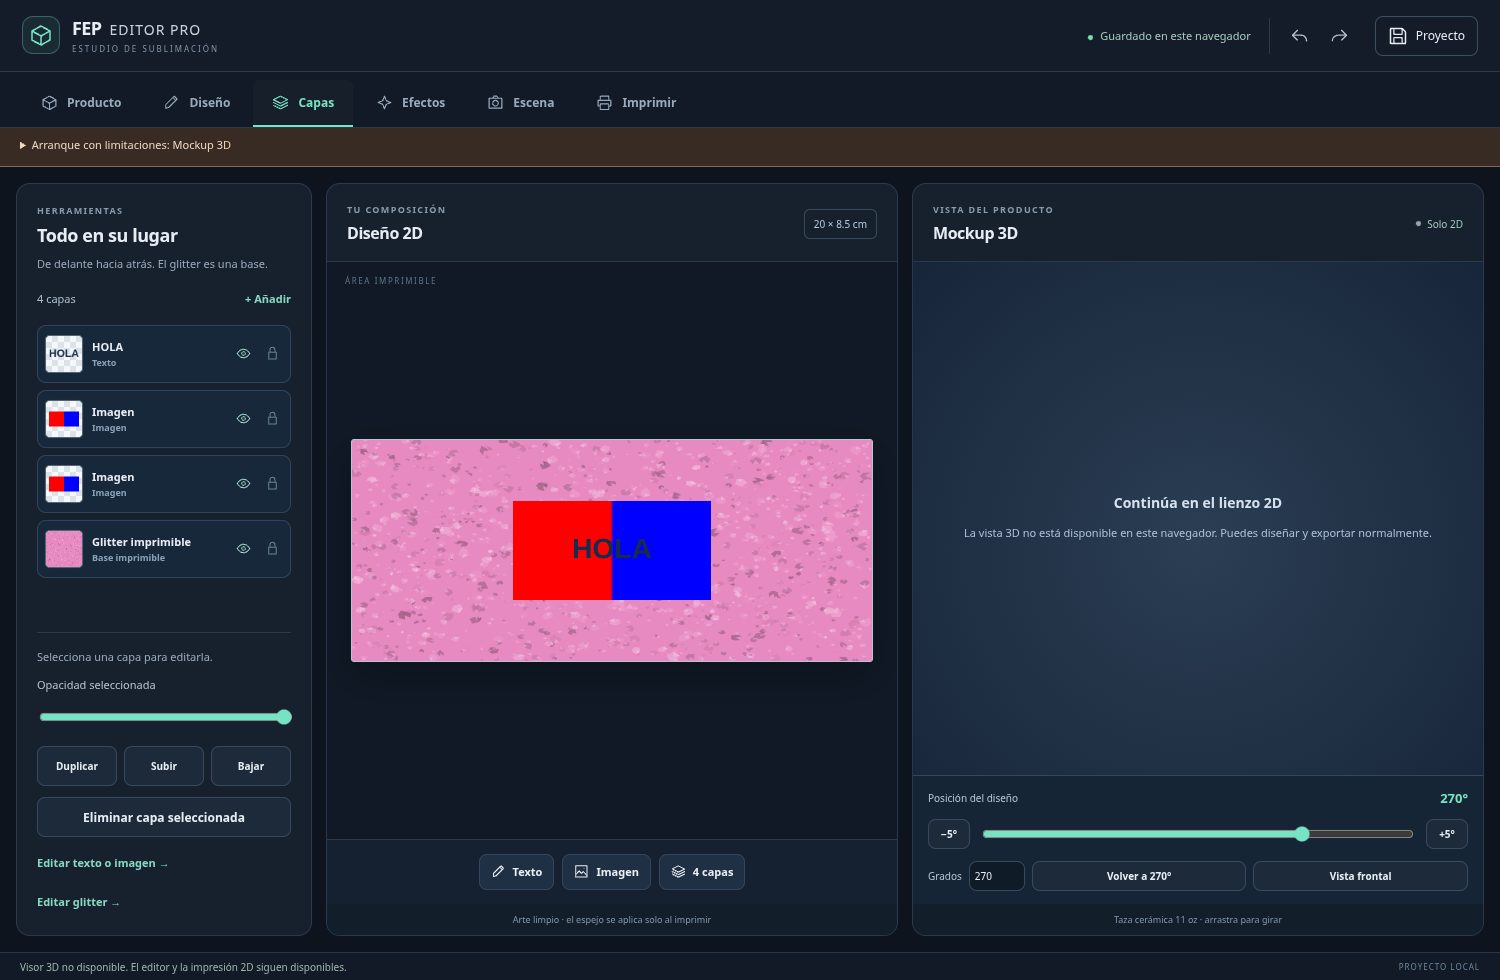 FEP EDITOR PRO
ESTUDIO DE SUBLIMACIÓN
Guardado en este navegador
Proyecto
Producto
Diseño
Capas
Efectos
Escena
Imprimir
Arranque con limitaciones: Mockup 3D
HERRAMIENTAS
Todo en su lugar
De delante hacia atrás. El glitter es una base.
4 capas
+ Añadir
HOLA
HOLA
Texto
Imagen
Imagen
Imagen
Imagen
Glitter imprimible
Base imprimible
Selecciona una capa para editarla.
Opacidad seleccionada
Duplicar
Subir
Bajar
Eliminar capa seleccionada
Editar texto o imagen →
Editar glitter →
TU COMPOSICIÓN
Diseño 2D
20 × 8.5 cm
ÁREA IMPRIMIBLE
HOLA
Texto
Imagen
4 capas
Arte limpio · el espejo se aplica solo al imprimir
VISTA DEL PRODUCTO
Mockup 3D
Solo 2D
Continúa en el lienzo 2D
La vista 3D no está disponible en este navegador. Puedes diseñar y exportar normalmente.
Posición del diseño
270°
−5°
+5°
Grados
270
Volver a 270°
Vista frontal
Taza cerámica 11 oz · arrastra para girar
Visor 3D no disponible. El editor y la impresión 2D siguen disponibles.
PROYECTO LOCAL